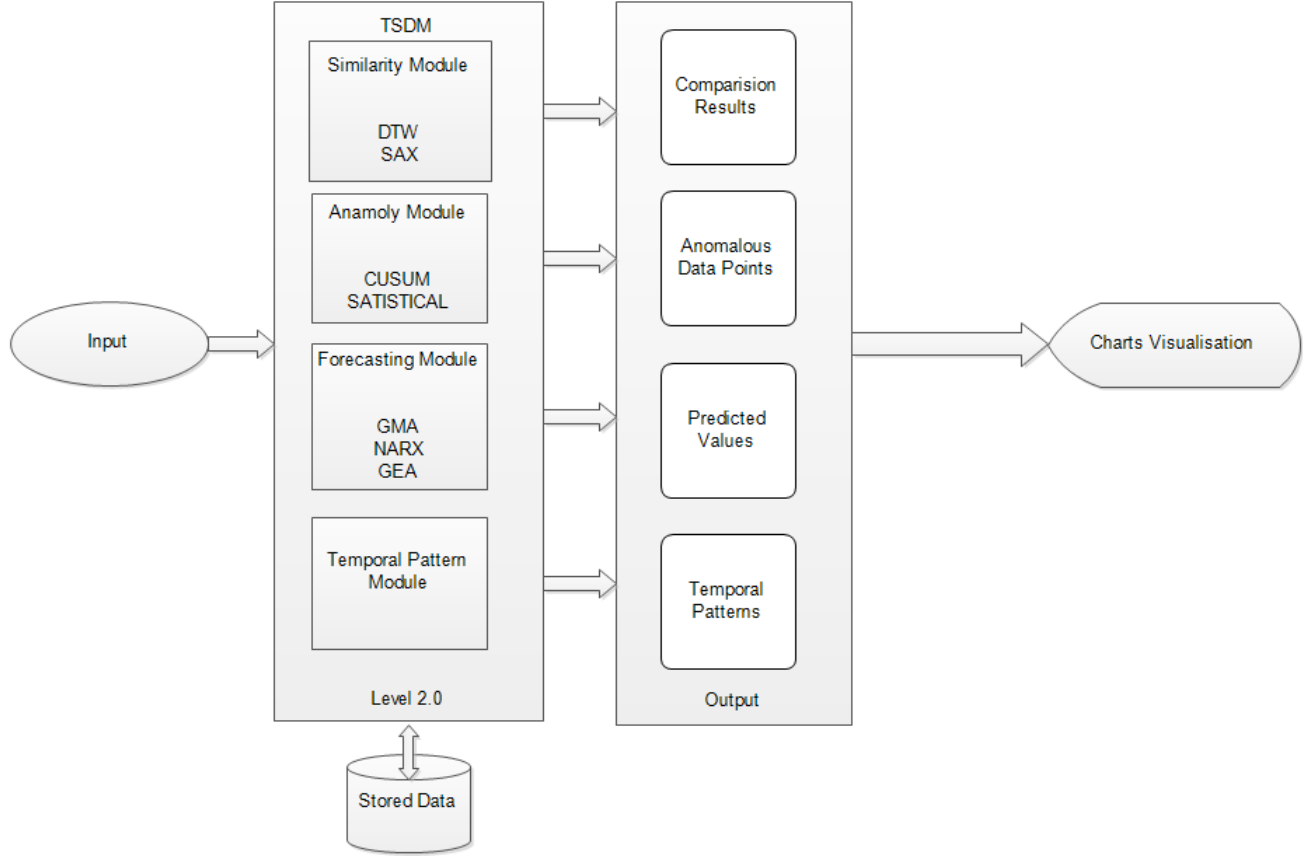 TSDM
Similarity Module
DTW
SAX
Anamoly Module
CUSUM
SATISTICAL
Forecasting Module
GMA
NARX
GEA
Temporal Pattern
Module
Level 2.0
Input
Stored Data
Comparision
Results
Anomalous
Data Points
Predicted
Values
Temporal
Patterns
Output
Charts Visualisation